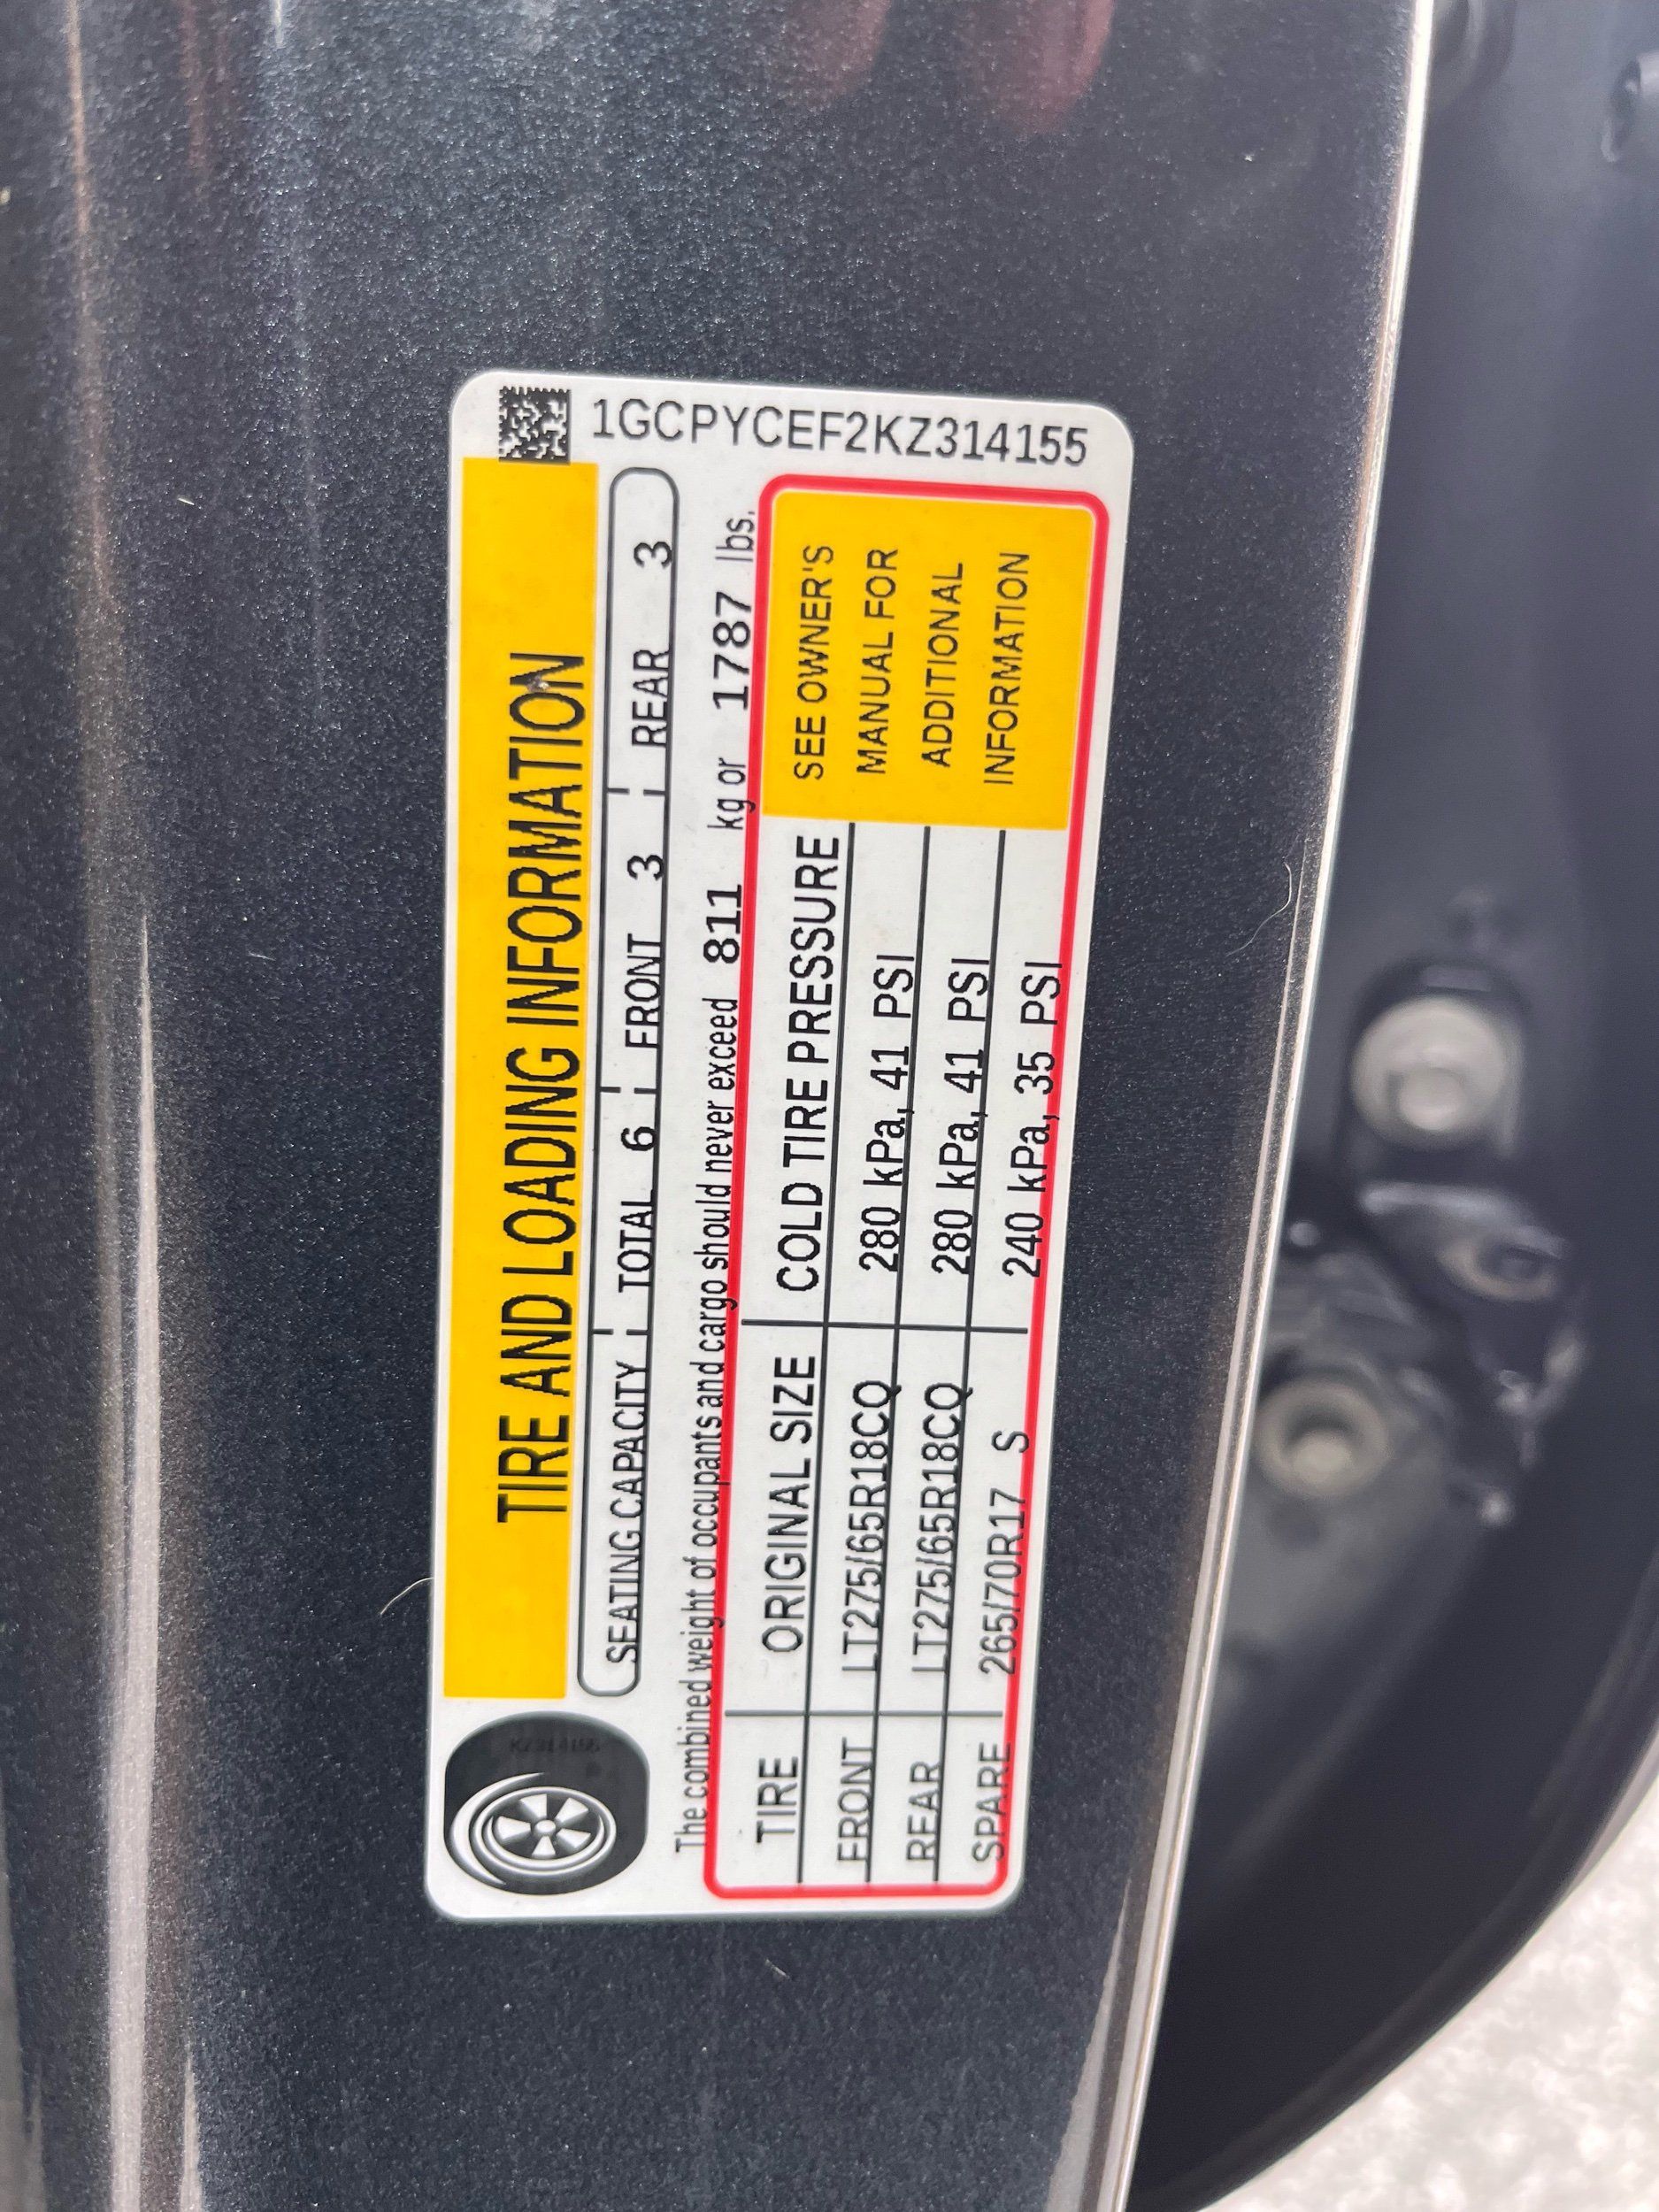 TIRE AND LOADING INFORMATION
SEATING CAPACITY TOTAL 6 FRONT 3 REAR 3
The combined weight of occupants and cargo should never exceed 811 kg or 1787 lbs.
TIRE ORIGINAL SIZE COLD TIRE PRESSURE
FRONT LT275/65R18CQ 280 kPa, 41 PSI
REAR LT275/65R18CQ 280 kPa, 41 PSI
SPARE 265/70R17 S 240 kPa, 35 PSI
SEE OWNER'S
MANUAL FOR
ADDITIONAL
INFORMATION
1GCPYCEF2KZ314155